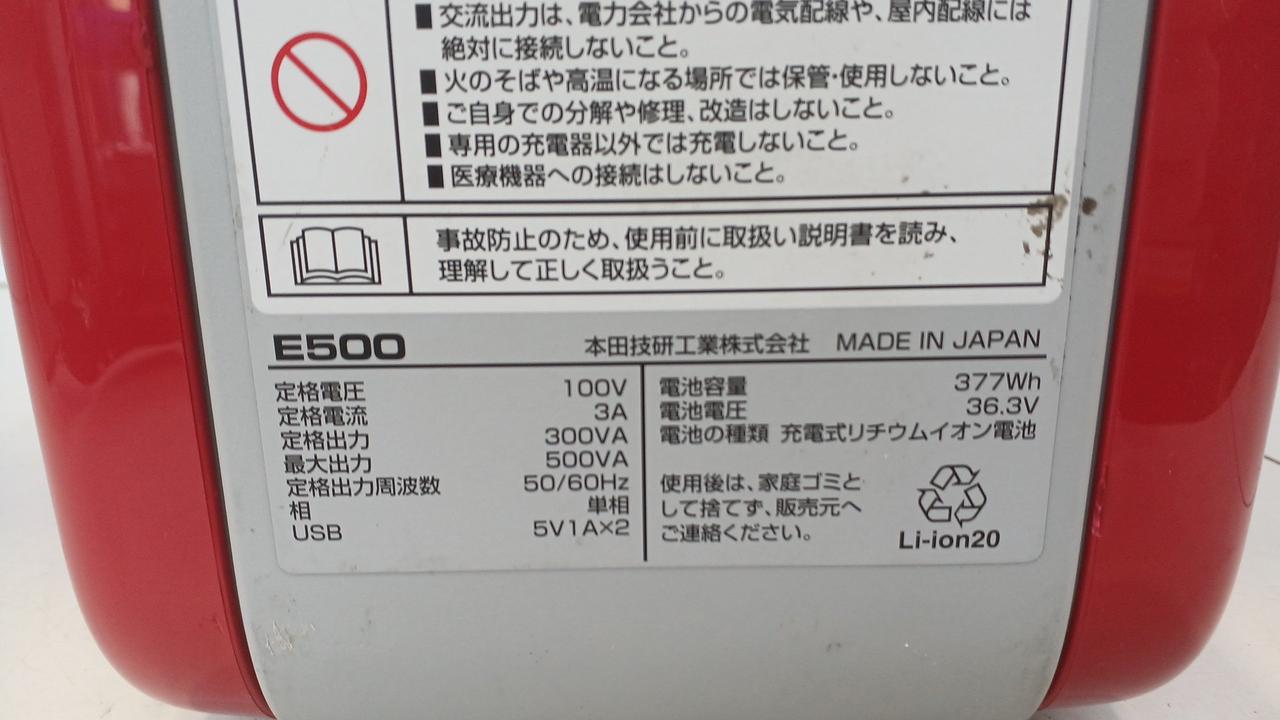 ■ 交流出力は、電力会社からの電気配線や、屋内配線には
絶対に接続しないこと。
■ 火のそばや高温になる場所では保管・使用しないこと。
■ ご自身での分解や修理、改造はしないこと。
■ 専用の充電器以外では充電しないこと。
■ 医療機器への接続はしないこと。
事故防止のため、使用前に取扱い説明書を読み、
理解して正しく取扱うこと。
E500 本田技研工業株式会社 MADE IN JAPAN
定格電圧 100V
定格電流 3A
定格出力 300VA
最大出力 500VA
定格出力周波数 50/60Hz
相 単相
USB 5V1A×2
電池容量 377Wh
電池電圧 36.3V
電池の種類 充電式リチウムイオン電池
使用後は、家庭ゴミと
して捨てず、販売元へ
ご連絡ください。
Li-ion20